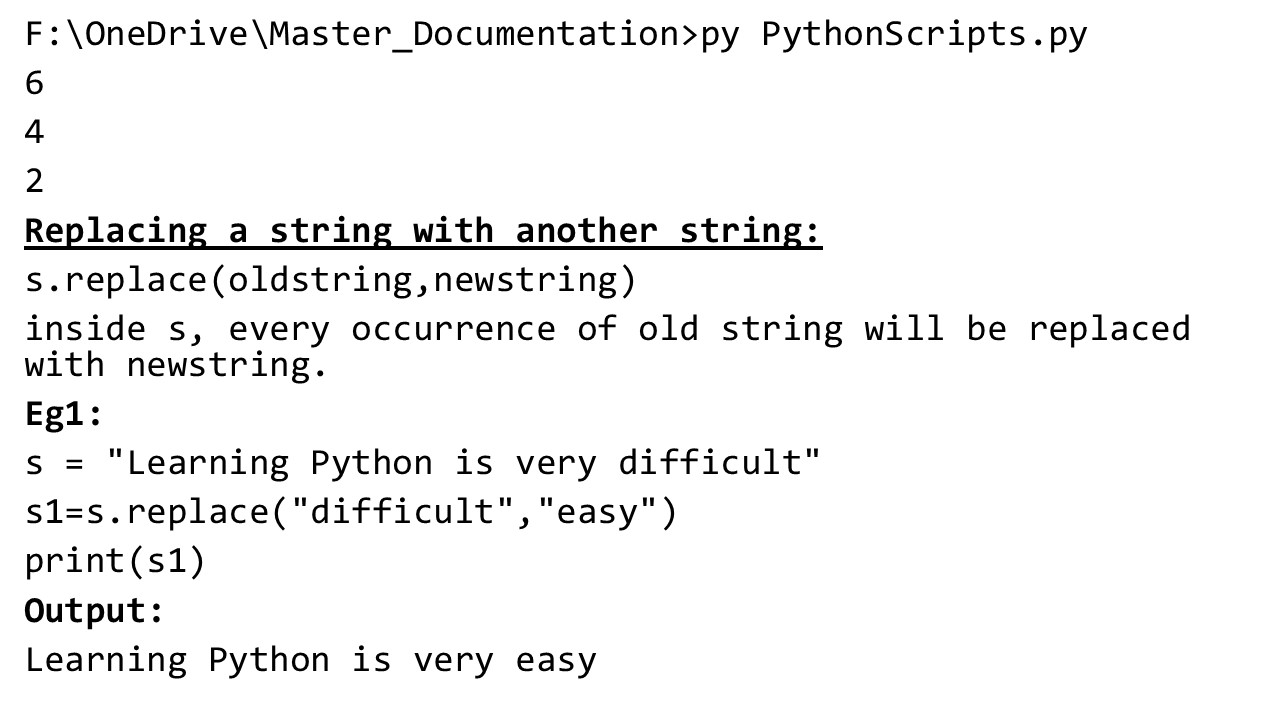 F:\OneDrive\Master_Documentation>py PythonScripts.py
6
4
2
Replacing a string with another string:
s.replace(oldstring,newstring)
inside s, every occurrence of old string will be replaced
with newstring.
Eg1:
s = "Learning Python is very difficult"
s1=s.replace("difficult","easy")
print(s1)
Output:
Learning Python is very easy